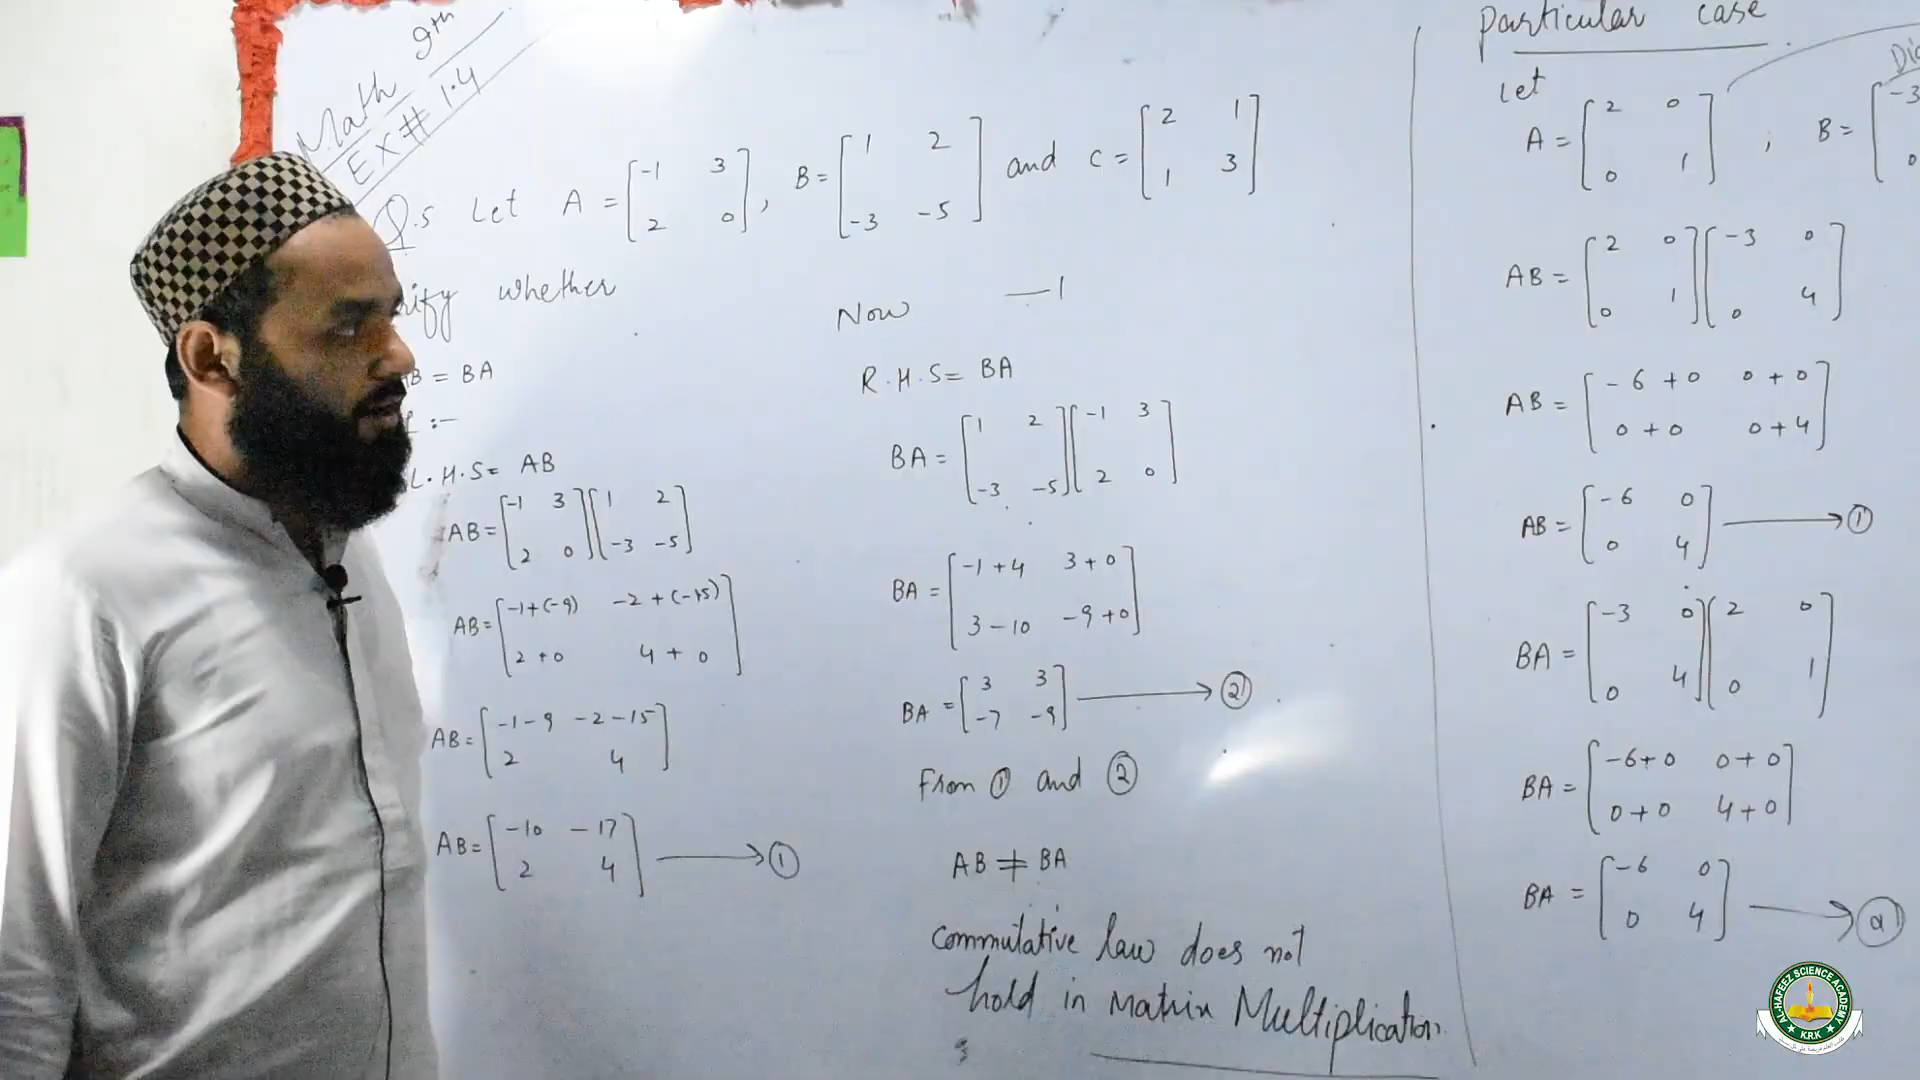 Math 9th
EX# 1.4
Q.5 Let A = [-1 3 2 0], B = [1 2 -3 -5] and C = [2 1 1 3]
whether
AB = BA
:-
L.H.S = AB
AB = [-1 3 2 0][1 2 -3 -5]
AB = [-1+(-9) -2+(-15) 2+0 4+0]
AB = [-1-9 -2-15 2 4]
AB = [-10 -17 2 4] → ①
Now —1
R.H.S = BA
BA = [1 2 -3 -5][-1 3 2 0]
BA = [-1+4 3+0 3-10 -9+0]
BA = [3 3 -7 -9] → ②
From ① and ②
AB ≠ BA
Commutative law does not
hold in Matrix Multiplication.
Particular case
Let
A = [2 0 0 1] , B = [-3 0
AB = [2 0 0 1][-3 0 0 4]
AB = [-6+0 0+0 0+0 0+4]
AB = [-6 0 0 4] → ①
BA = [-3 0 0 4][2 0 0 1]
BA = [-6+0 0+0 0+0 4+0]
BA = [-6 0 0 4] → ②
AL-HAFEEZ SCIENCE ACADEMY
K.R.K